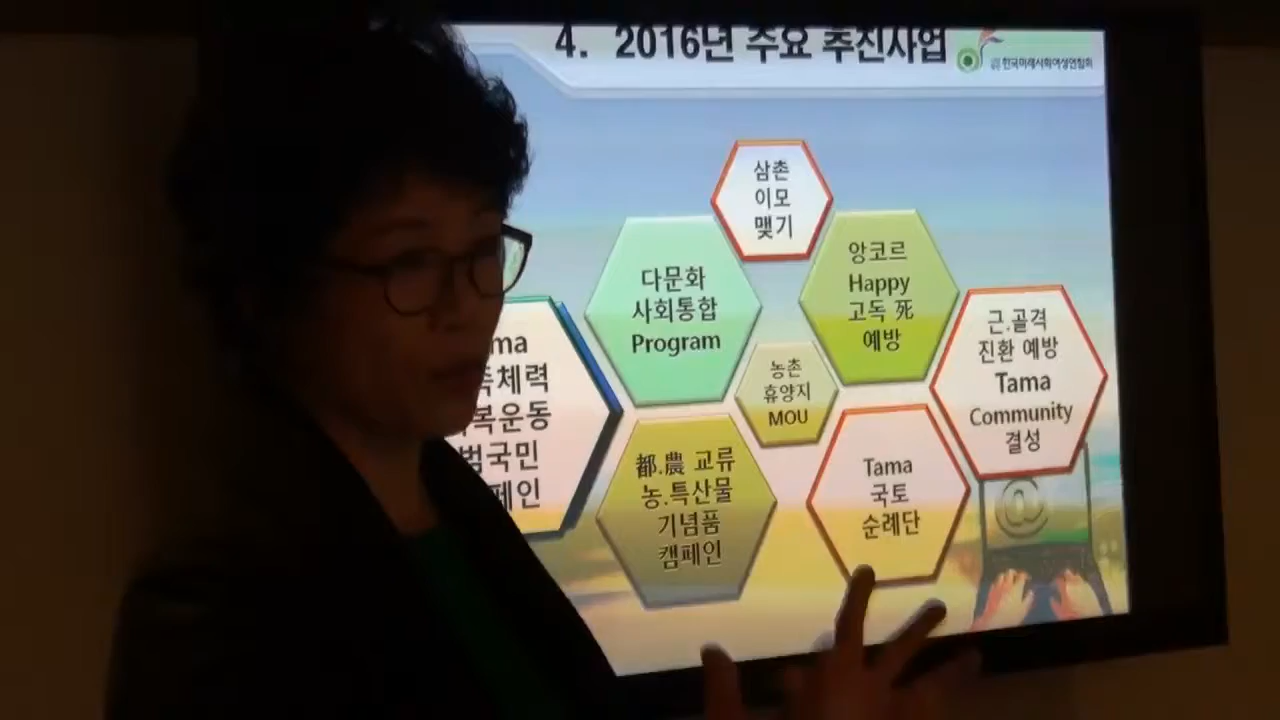 4. 2016년 주요 추진사업
한국미래사회여성연합회
삼촌
이모
맺기
다문화
사회통합
Program
앙코르
Happy
고독 死
예방
근.골격
진환 예방
Tama
Community
결성
농촌
휴양지
MOU
ma
체력
복운동
범국민
페인
都.農 교류
농.특산물
기념품
캠페인
Tama
국토
순례단
@